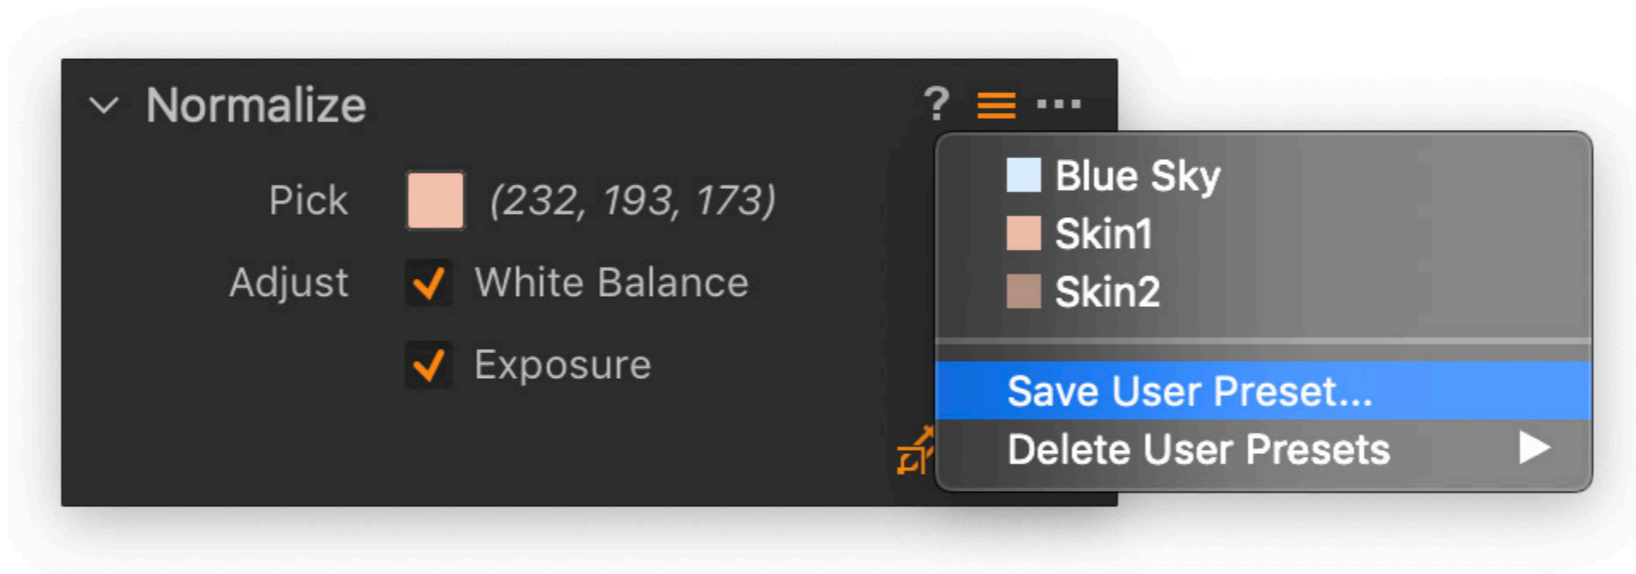 Normalize ? ...
Pick (232, 193, 173)
Adjust White Balance
Exposure
Blue Sky
Skin1
Skin2
Save User Preset...
Delete User Presets